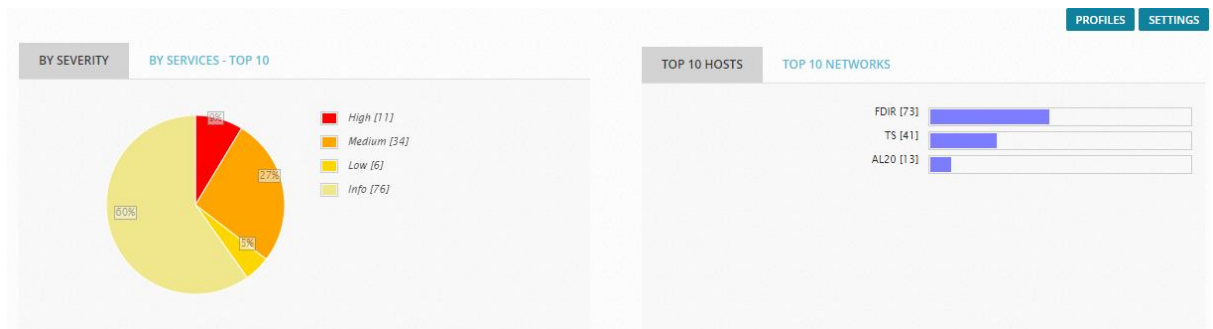 PROFILES SETTINGS
BY SEVERITY BY SERVICES - TOP 10
TOP 10 HOSTS TOP 10 NETWORKS
9%
27%
5%
60%
High [11]
Medium [34]
Low [6]
Info [76]
FDIR [73]
TS [41]
AL20 [13]